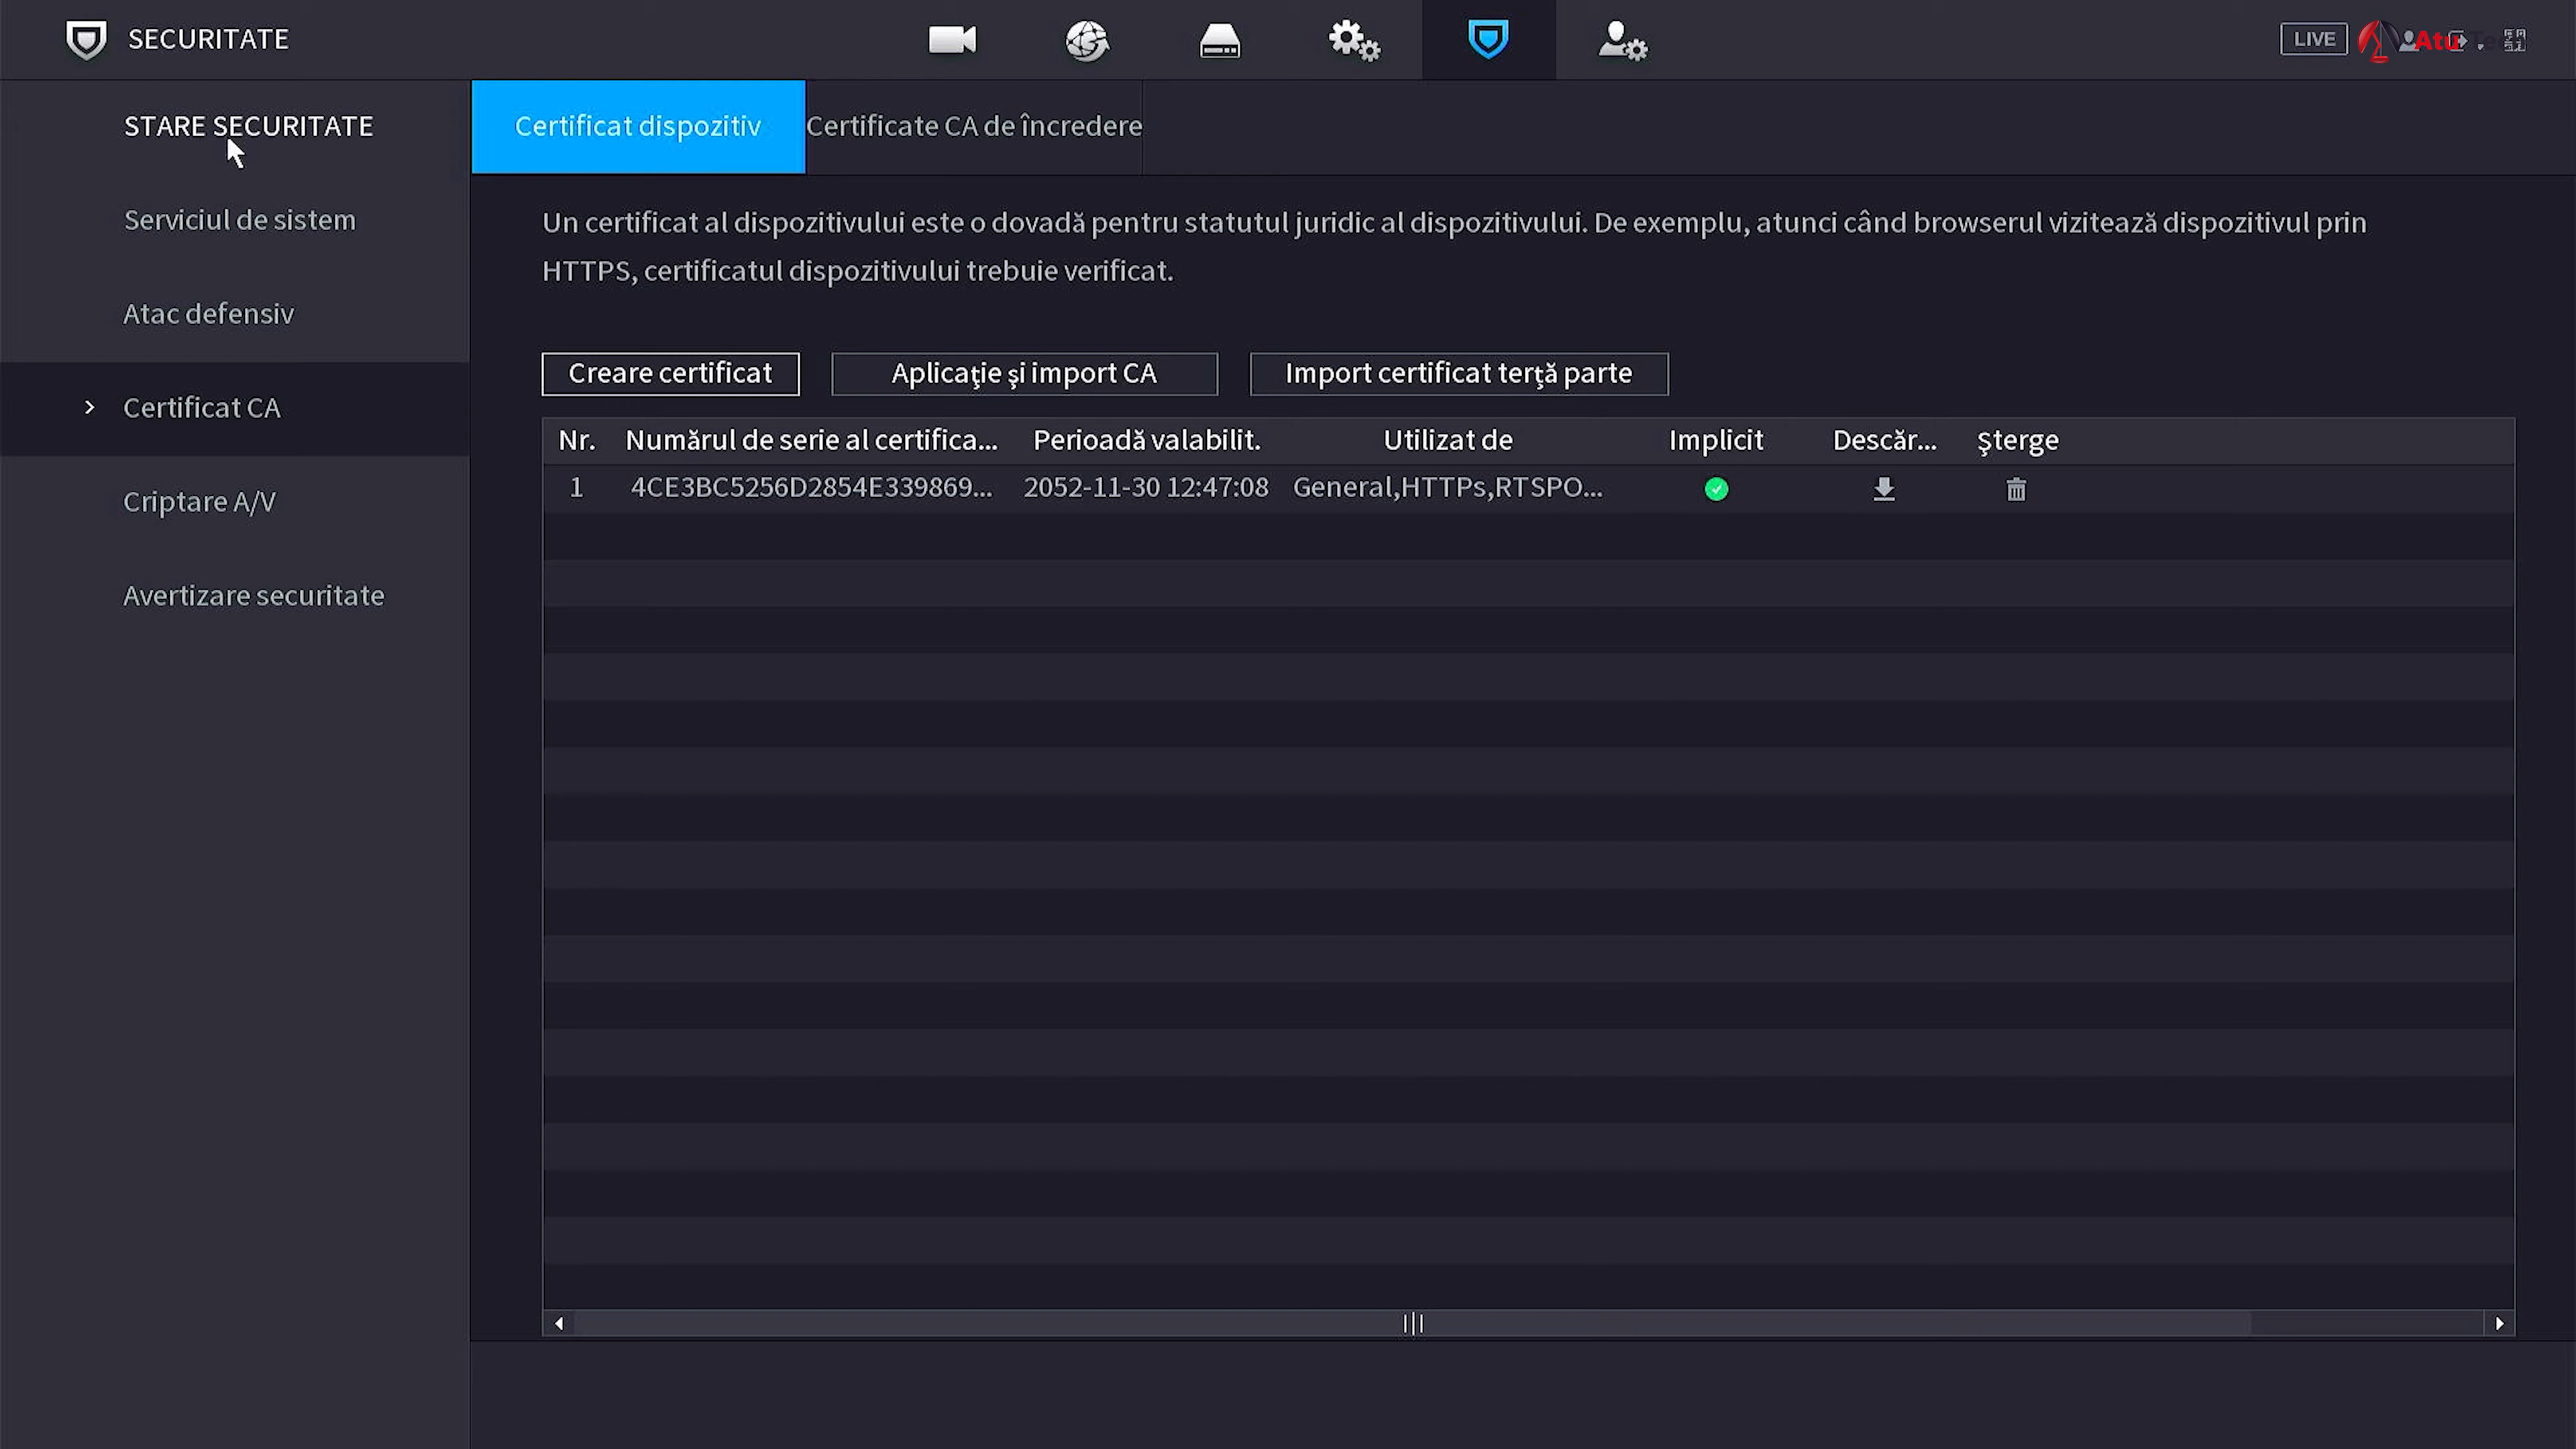 SECURITATE
LIVE
Atu
STARE SECURITATE
Serviciul de sistem
Atac defensiv
Certificat CA
Criptare A/V
Avertizare securitate
Certificat dispozitiv
Certificate CA de încredere
Un certificat al dispozitivului este o dovadă pentru statutul juridic al dispozitivului. De exemplu, atunci când browserul vizitează dispozitivul prin
HTTPS, certificatul dispozitivului trebuie verificat.
Creare certificat
Aplicaţie şi import CA
Import certificat terţă parte
Nr. Numărul de serie al certifica... Perioadă valabilit. Utilizat de Implicit Descăr... Şterge
1 4CE3BC5256D2854E339869... 2052-11-30 12:47:08 General,HTTPs,RTSPO...